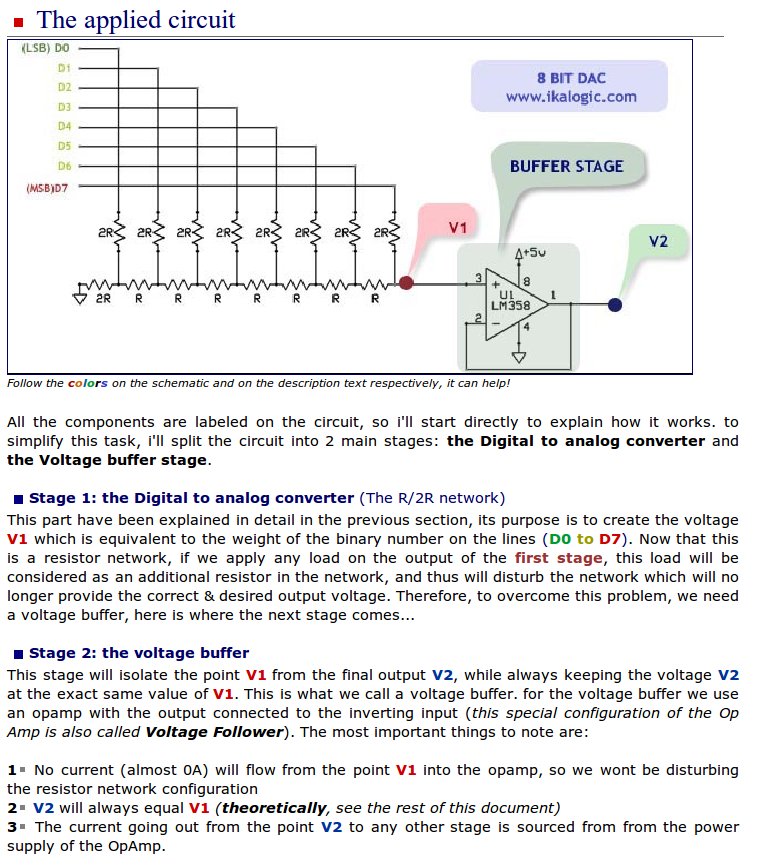 The applied circuit
(LSB) D0
D1
D2
D3
D4
D5
D6
(MSB)D7
8 BIT DAC
www.ikalogic.com
BUFFER STAGE
V1
V2
2R 2R 2R 2R 2R 2R 2R 2R
2R R R R R R R R
+5v
3
+
8
U1
LM358
1
2
-
4
Follow the colors on the schematic and on the description text respectively, it can help!
All the components are labeled on the circuit, so i'll start directly to explain how it works. to
simplify this task, i'll split the circuit into 2 main stages: the Digital to analog converter and
the Voltage buffer stage.
Stage 1: the Digital to analog converter (The R/2R network)
This part have been explained in detail in the previous section, its purpose is to create the voltage
V1 which is equivalent to the weight of the binary number on the lines (D0 to D7). Now that this
is a resistor network, if we apply any load on the output of the first stage, this load will be
considered as an additional resistor in the network, and thus will disturb the network which will no
longer provide the correct & desired output voltage. Therefore, to overcome this problem, we need
a voltage buffer, here is where the next stage comes...
Stage 2: the voltage buffer
This stage will isolate the point V1 from the final output V2, while always keeping the voltage V2
at the exact same value of V1. This is what we call a voltage buffer. for the voltage buffer we use
an opamp with the output connected to the inverting input (this special configuration of the Op
Amp is also called Voltage Follower). The most important things to note are:
1 No current (almost 0A) will flow from the point V1 into the opamp, so we wont be disturbing
the resistor network configuration
2 V2 will always equal V1 (theoretically, see the rest of this document)
3 The current going out from the point V2 to any other stage is sourced from from the power
supply of the OpAmp.